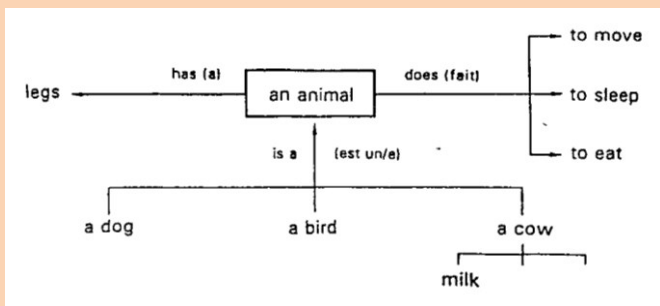 to move
has (a)
does (fait)
legs
an animal
to sleep
is a
(est un/e)
to eat
a dog
a bird
a cow
milk